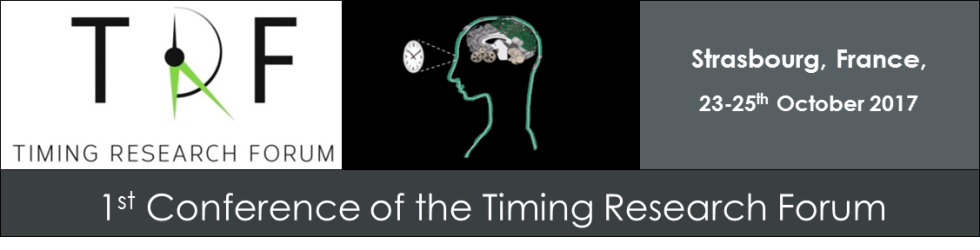 TRF
TIMING RESEARCH FORUM
Strasbourg, France,
23-25th October 2017
1st Conference of the Timing Research Forum